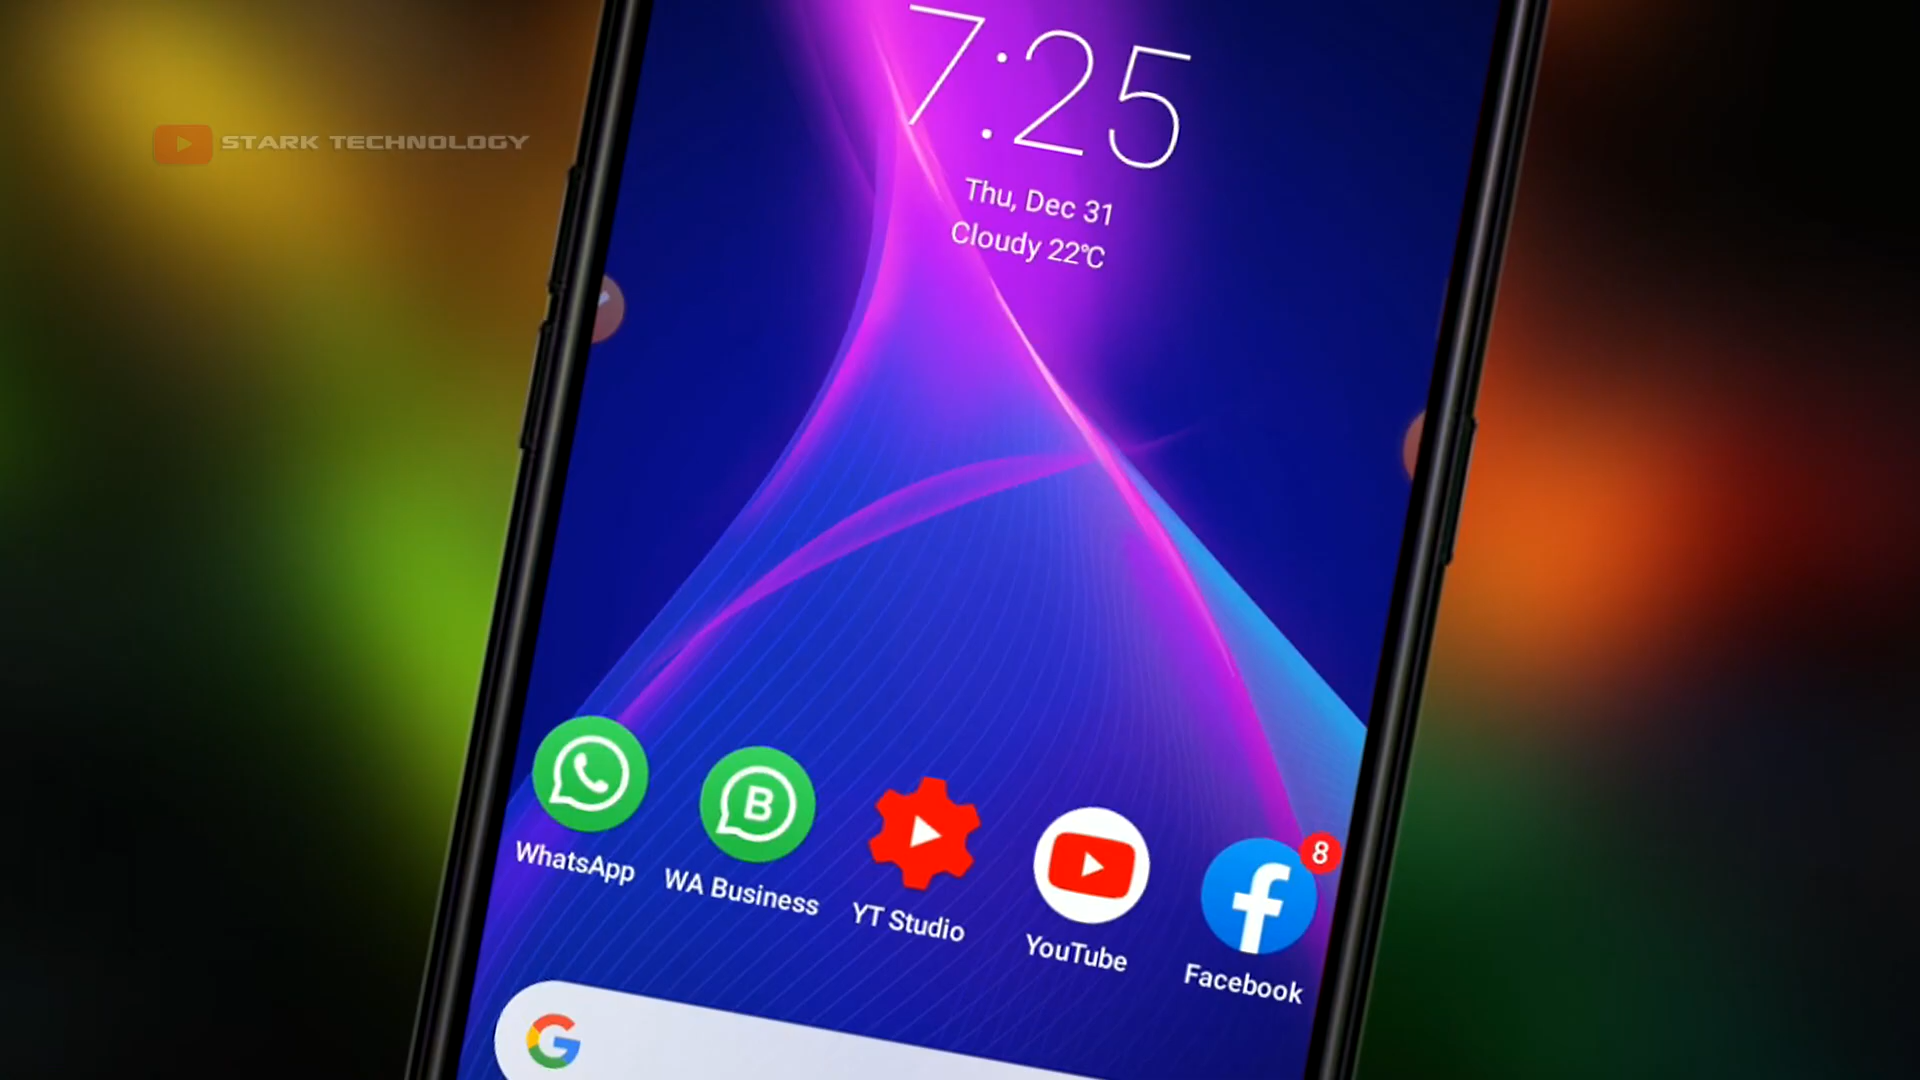 STARK TECHNOLOGY
7:25
Thu, Dec 31
Cloudy 22℃
WhatsApp
WA Business
YT Studio
YouTube
Facebook
8